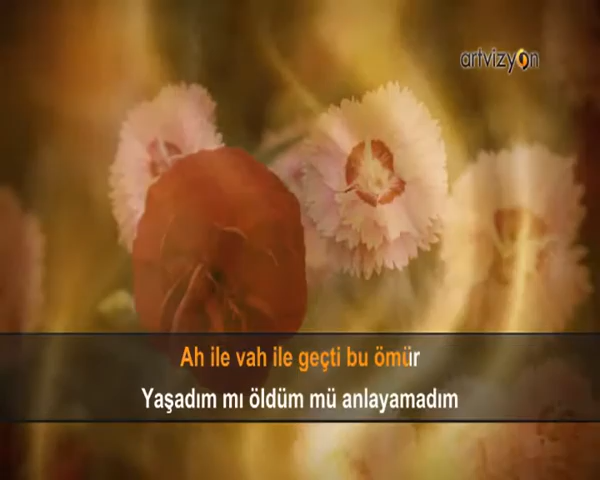 artvizyon
Ah ile vah ile geçti bu ömür
Yaşadım mı öldüm mü anlayamadım